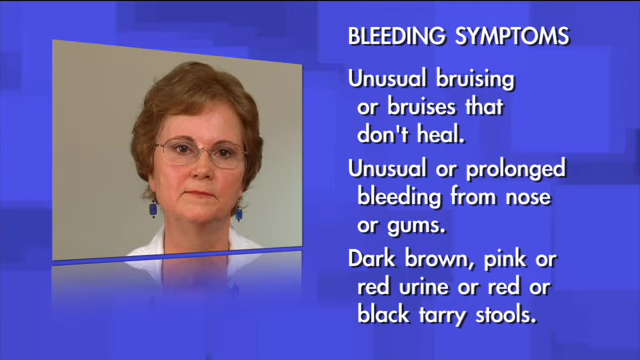 BLEEDING SYMPTOMS
Unusual bruising
or bruises that
don't heal.
Unusual or prolonged
bleeding from nose
or gums.
Dark brown, pink or
red urine or red or
black tarry stools.